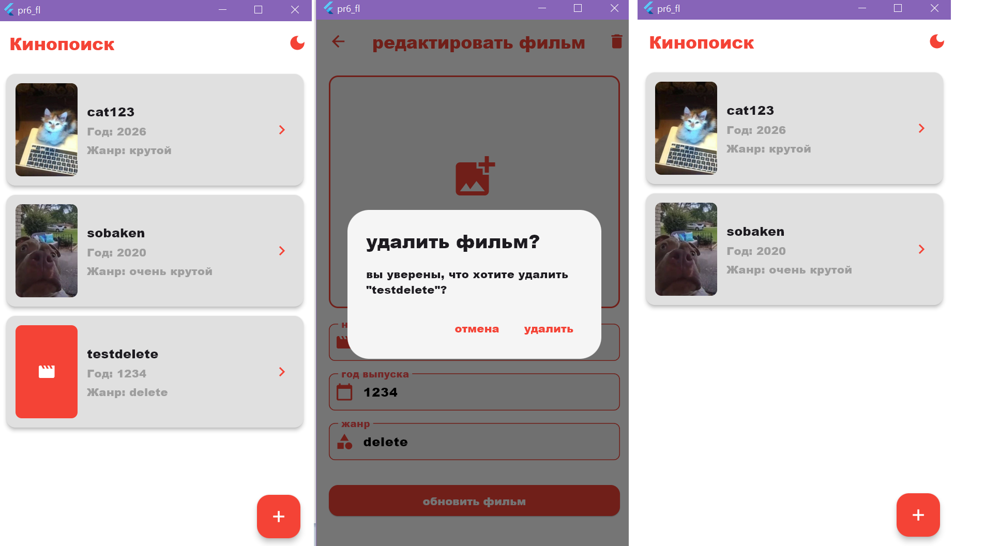 pr6_fl
Кинопоиск
cat123
Год: 2026
Жанр: крутой
sobaken
Год: 2020
Жанр: очень крутой
testdelete
Год: 1234
Жанр: delete
pr6_fl
редактировать фильм
удалить фильм?
вы уверены, что хотите удалить
"testdelete"?
отмена удалить
год выпуска
1234
жанр
delete
обновить фильм
pr6_fl
Кинопоиск
cat123
Год: 2026
Жанр: крутой
sobaken
Год: 2020
Жанр: очень крутой